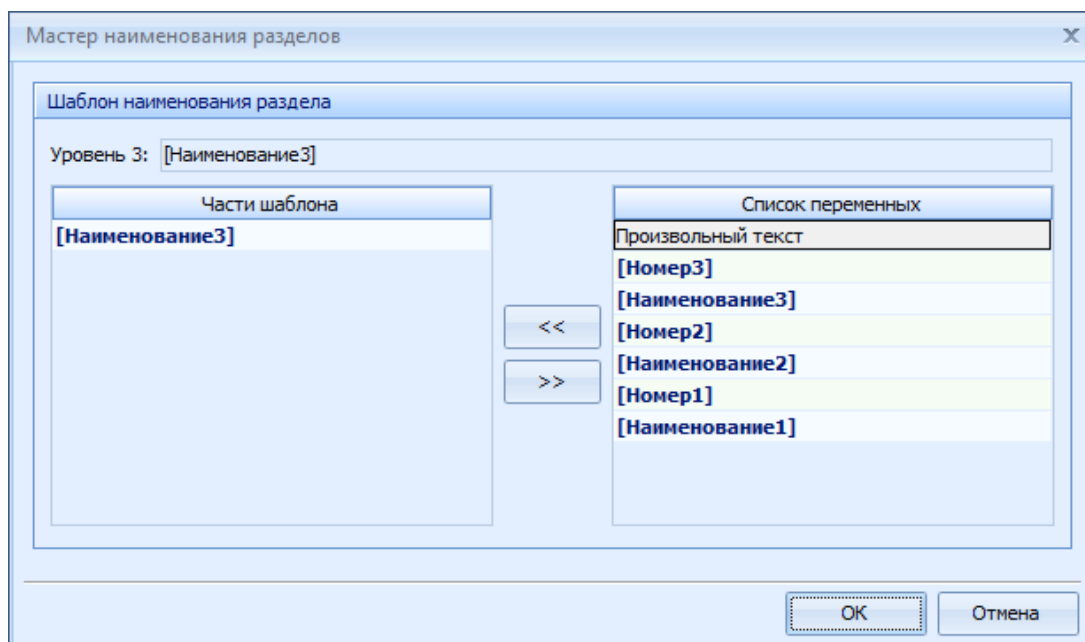 Мастер наименования разделов
Шаблон наименования раздела
Уровень 3: [Наименование3]
Части шаблона
[Наименование3]
<<
>>
Список переменных
Произвольный текст
[Номер3]
[Наименование3]
[Номер2]
[Наименование2]
[Номер1]
[Наименование1]
ОК
Отмена